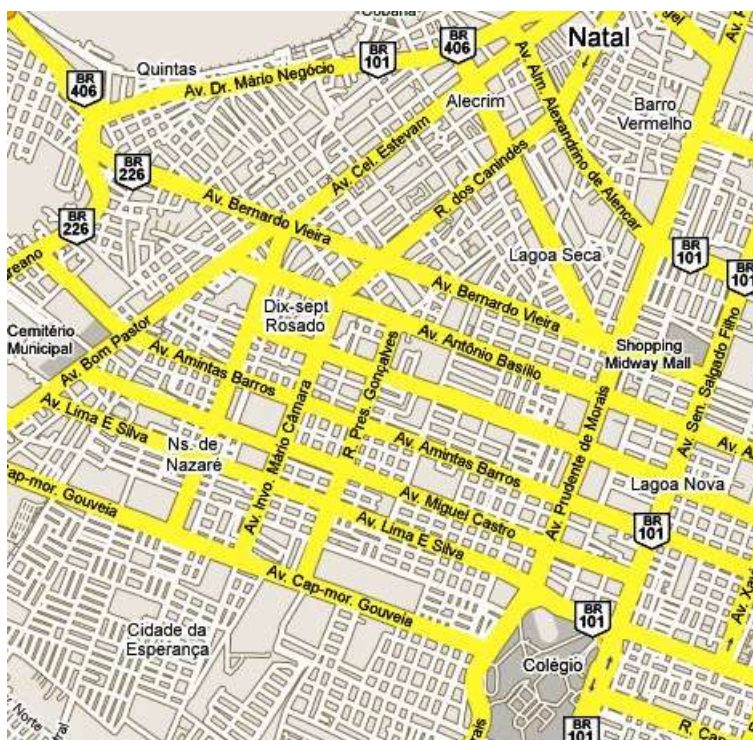 Natal
BR
406
BR
101
BR
406
Quintas
Av. Dr. Mário Negócio
Alecrim
Av. Alm. Alexandrino de Alencar
Barro
Vermelho
BR
226
Av. Cel. Estevam
R. dos Canindés
BR
226
Av. Bernardo Vieira
Lagoa Seca
BR
101
BR
101
Av. Bernardo Vieira
Dix-sept
Rosado
Cemitério
Municipal
Av. Bom Pastor
Av. Antônio Basilio
Shopping
Midway Mall
Av. Sen. Salgado Filho
Av. Amintas Barros
R. Pres. Gonçalves
Av. Lima E Silva
Av. Invo. Mário Câmara
Av. Prudente de Morais
Ns. de
Nazaré
Av. Amintas Barros
Lagoa Nova
Cap-mor. Gouveia
Av. Miguel Castro
BR
101
Av. Lima E Silva
Av. Cap-mor. Gouveia
BR
101
Cidade da
Esperança
Colégio
Norte
BR
101